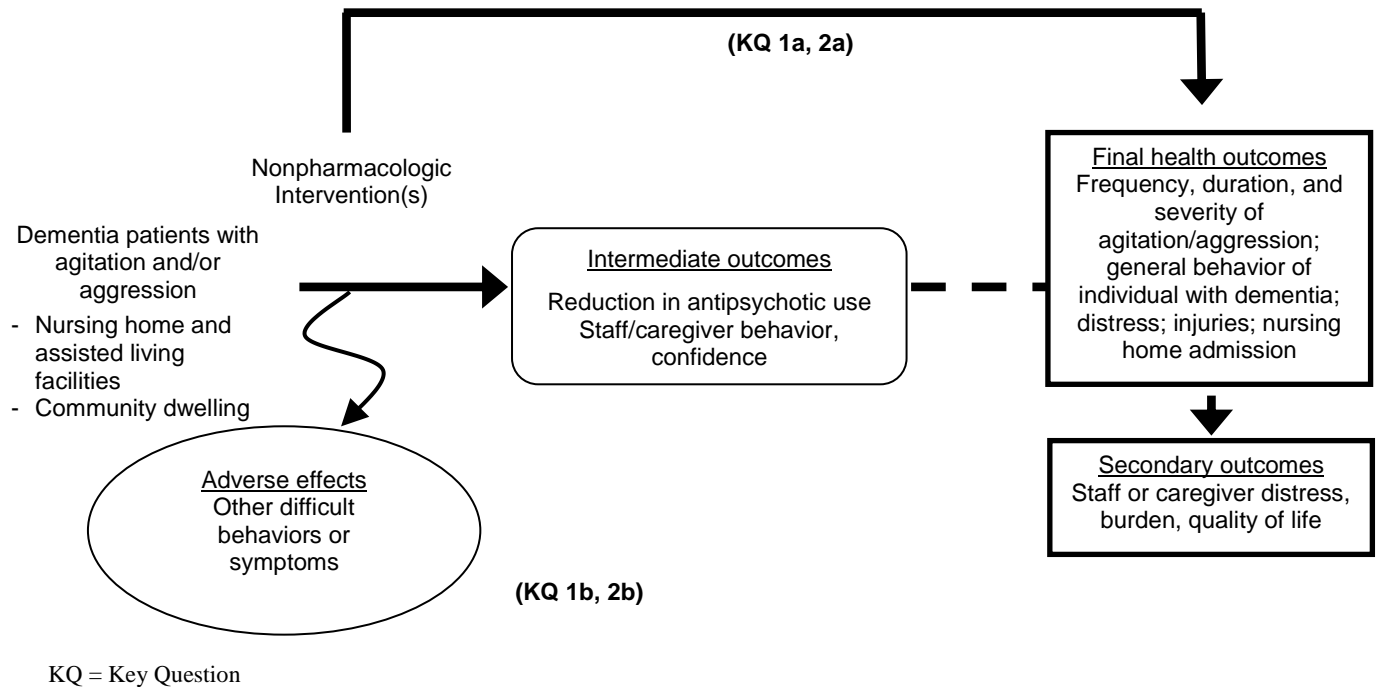 (KQ 1a, 2a)
Nonpharmacologic
Intervention(s)
Dementia patients with
agitation and/or
aggression
- Nursing home and
assisted living
facilities
- Community dwelling
Intermediate outcomes
Reduction in antipsychotic use
Staff/caregiver behavior,
confidence
Final health outcomes
Frequency, duration, and
severity of
agitation/aggression;
general behavior of
individual with dementia;
distress; injuries; nursing
home admission
Secondary outcomes
Staff or caregiver distress,
burden, quality of life
Adverse effects
Other difficult
behaviors or
symptoms
(KQ 1b, 2b)
KQ = Key Question